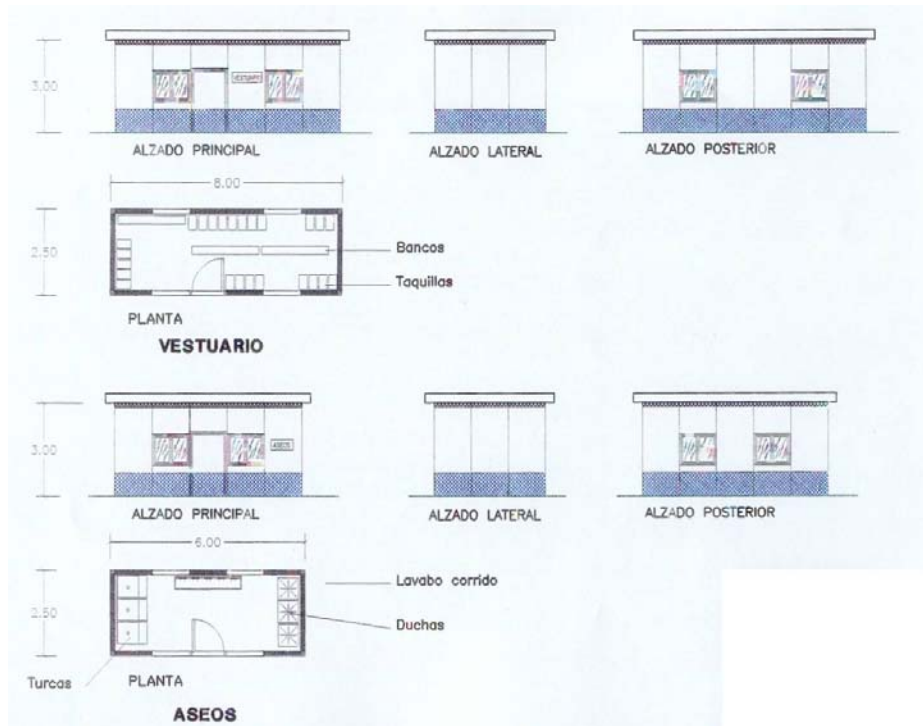 3.00
ALZADO PRINCIPAL
ALZADO LATERAL
ALZADO POSTERIOR
8.00
2.50
Bancos
Taquillas
PLANTA
VESTUARIO
3.00
ASEOS
ALZADO PRINCIPAL
ALZADO LATERAL
ALZADO POSTERIOR
6.00
2.50
Lavabo corrido
Duchas
Turcas
PLANTA
ASEOS